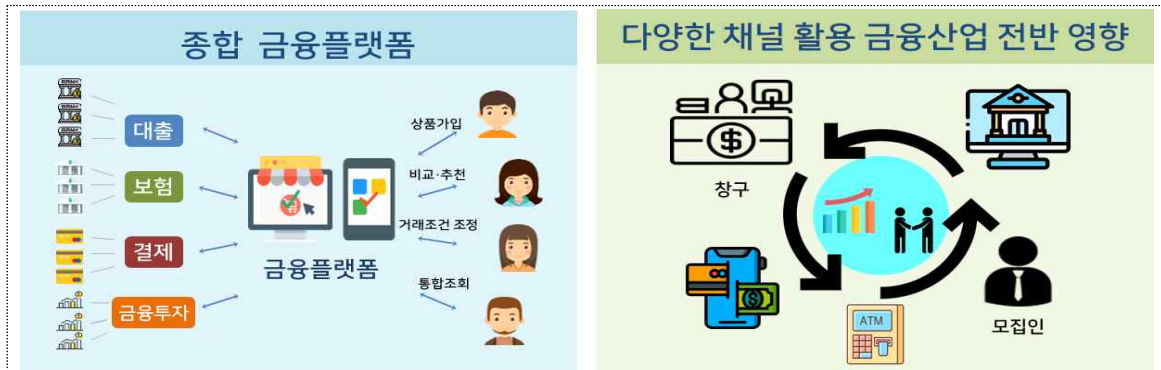 종합 금융플랫폼
대출
보험
결제
금융투자
금융플랫폼
상품가입
비교·추천
거래조건 조정
통합조회
다양한 채널 활용 금융산업 전반 영향
창구
ATM
모집인